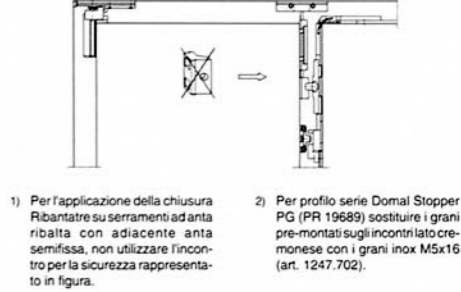 1) Per l'applicazione della chiusura
Ribantatre su serramenti ad anta
ribalta con adiacente anta
semifissa, non utilizzare l'incon-
tro per la sicurezza rappresenta-
to in figura.
2) Per profilo serie Domal Stopper
PG (PR 19689) sostituire i grani
pre-montati sugli incontri lato cre-
monese con i grani inox M5x16
(art. 1247.702).